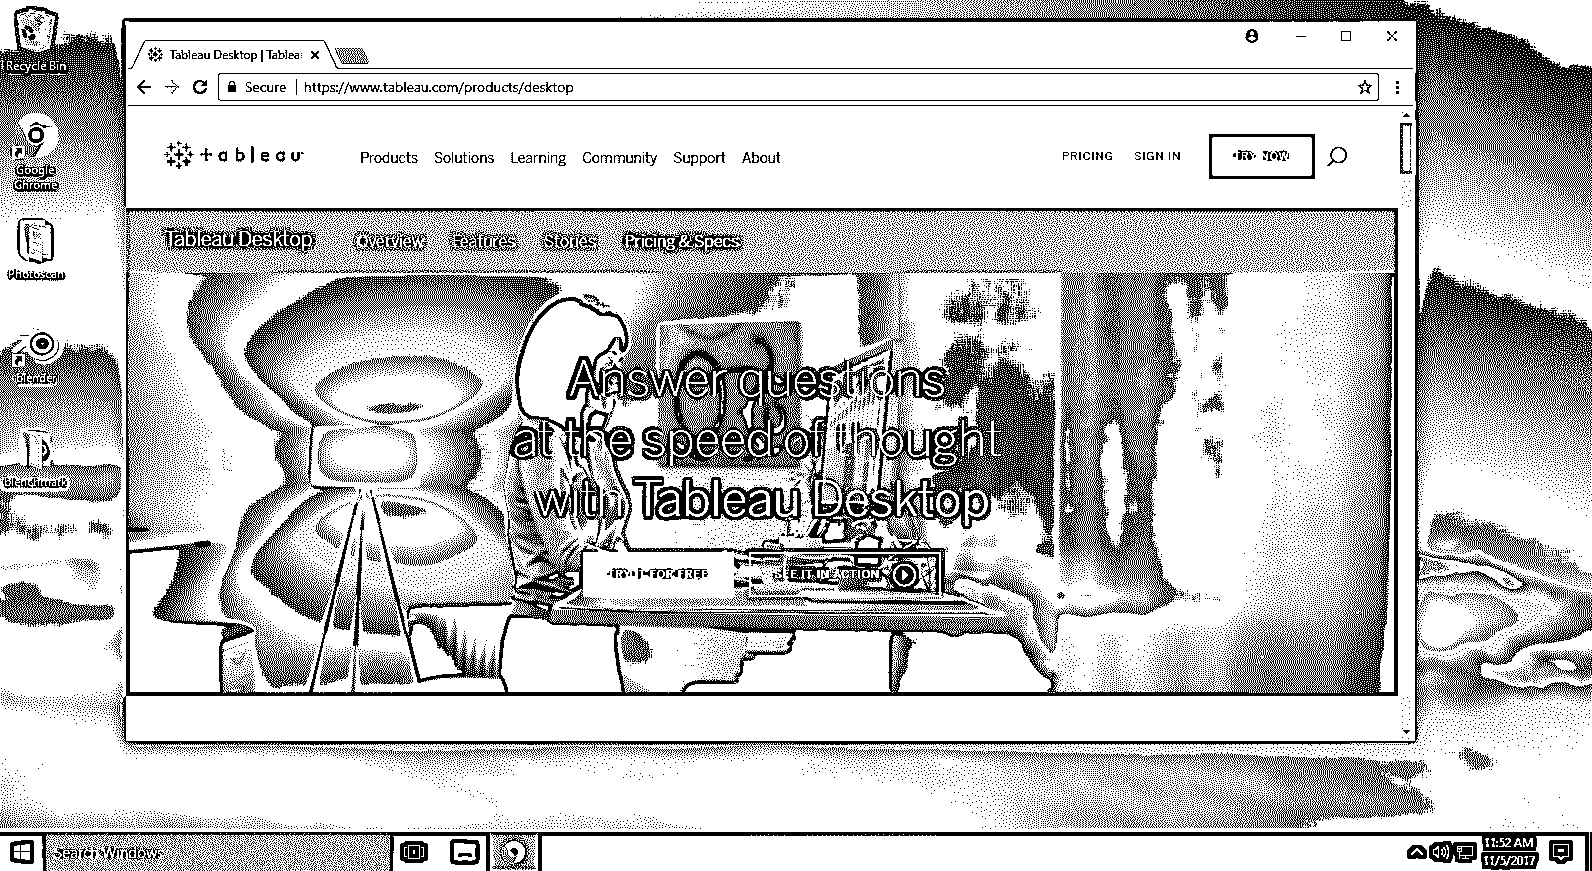 Recycle Bin
Google
Chrome
Photoscan
blender
Blenchmark
Tableau Desktop | Tablea
Secure
https://www.tableau.com/products/desktop
tableau
Products Solutions Learning Community Support About
PRICING SIGN IN TRY NOW
Tableau Desktop Overview Features Stories Pricing & Specs
Answer questions
at the speed of thought
with Tableau Desktop
TRY IT FOR FREE SEE IT IN ACTION
Search Windows
11:52 AM
11/5/2017